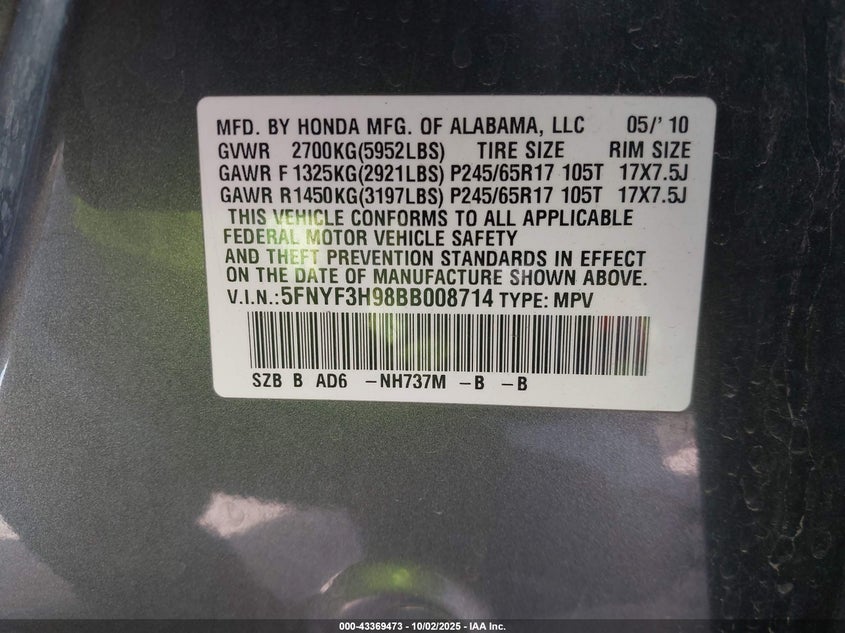 MFD. BY HONDA MFG. OF ALABAMA, LLC 05/' 10
GVWR 2700KG(5952LBS) TIRE SIZE RIM SIZE
GAWR F 1325KG(2921LBS) P245/65R17 105T 17X7.5J
GAWR R1450KG(3197LBS) P245/65R17 105T 17X7.5J
THIS VEHICLE CONFORMS TO ALL APPLICABLE
FEDERAL MOTOR VEHICLE SAFETY
AND THEFT PREVENTION STANDARDS IN EFFECT
ON THE DATE OF MANUFACTURE SHOWN ABOVE.
V.I.N.:5FNYF3H98BB008714 TYPE: MPV
SZB B AD6 -NH737M -B -B
000-43369473 - 10/02/2025 - IAA Inc.